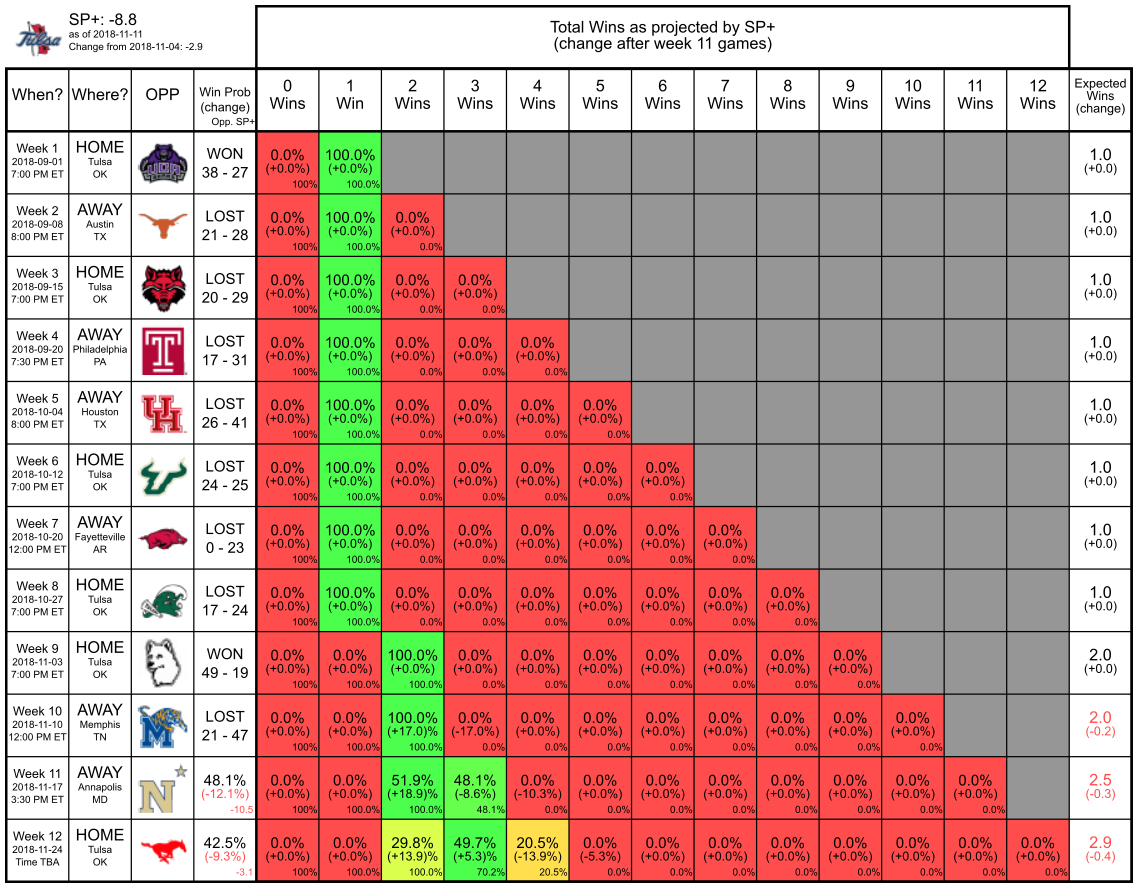 Tulsa
SP+: -8.8
as of 2018-11-11
Change from 2018-11-04: -2.9
Total Wins as projected by SP+
(change after week 11 games)
When? Where? OPP Win Prob (change) Opp. SP+ 0 Wins 1 Win 2 Wins 3 Wins 4 Wins 5 Wins 6 Wins 7 Wins 8 Wins 9 Wins 10 Wins 11 Wins 12 Wins Expected Wins (change)
Week 1 HOME WON 0.0% 100.0% 1.0
2018-09-01 Tulsa UCA (+0.0%) (+0.0%) (+0.0)
7:00 PM ET OK 38 - 27 100% 100.0%
Week 2 AWAY LOST 0.0% 100.0% 0.0% 1.0
2018-09-08 Austin (+0.0%) (+0.0%) (+0.0%) (+0.0)
8:00 PM ET TX 21 - 28 100% 100.0% 0.0%
Week 3 HOME LOST 0.0% 100.0% 0.0% 0.0% 1.0
2018-09-15 Tulsa (+0.0%) (+0.0%) (+0.0%) (+0.0%) (+0.0)
7:00 PM ET OK 20 - 29 100% 100.0% 0.0% 0.0%
Week 4 AWAY LOST 0.0% 100.0% 0.0% 0.0% 0.0% 1.0
2018-09-20 Philadelphia T (+0.0%) (+0.0%) (+0.0%) (+0.0%) (+0.0%) (+0.0)
7:30 PM ET PA 17 - 31 100% 100.0% 0.0% 0.0% 0.0%
Week 5 AWAY LOST 0.0% 100.0% 0.0% 0.0% 0.0% 0.0% 1.0
2018-10-04 Houston UH (+0.0%) (+0.0%) (+0.0%) (+0.0%) (+0.0%) (+0.0%) (+0.0)
8:00 PM ET TX 26 - 41 100% 100.0% 0.0% 0.0% 0.0% 0.0%
Week 6 HOME LOST 0.0% 100.0% 0.0% 0.0% 0.0% 0.0% 0.0% 1.0
2018-10-12 Tulsa (+0.0%) (+0.0%) (+0.0%) (+0.0%) (+0.0%) (+0.0%) (+0.0%) (+0.0)
7:00 PM ET OK 24 - 25 100% 100.0% 0.0% 0.0% 0.0% 0.0% 0.0%
Week 7 AWAY LOST 0.0% 100.0% 0.0% 0.0% 0.0% 0.0% 0.0% 0.0% 1.0
2018-10-20 Fayetteville (+0.0%) (+0.0%) (+0.0%) (+0.0%) (+0.0%) (+0.0%) (+0.0%) (+0.0%) (+0.0)
12:00 PM ET AR 0 - 23 100% 100.0% 0.0% 0.0% 0.0% 0.0% 0.0% 0.0%
Week 8 HOME LOST 0.0% 100.0% 0.0% 0.0% 0.0% 0.0% 0.0% 0.0% 0.0% 1.0
2018-10-27 Tulsa (+0.0%) (+0.0%) (+0.0%) (+0.0%) (+0.0%) (+0.0%) (+0.0%) (+0.0%) (+0.0%) (+0.0)
7:00 PM ET OK 17 - 24 100% 100.0% 0.0% 0.0% 0.0% 0.0% 0.0% 0.0% 0.0%
Week 9 HOME WON 0.0% 0.0% 100.0% 0.0% 0.0% 0.0% 0.0% 0.0% 0.0% 0.0% 2.0
2018-11-03 Tulsa (+0.0%) (+0.0%) (+0.0%) (+0.0%) (+0.0%) (+0.0%) (+0.0%) (+0.0%) (+0.0%) (+0.0%) (+0.0)
7:00 PM ET OK 49 - 19 100% 100.0% 100.0% 0.0% 0.0% 0.0% 0.0% 0.0% 0.0% 0.0%
Week 10 AWAY LOST 0.0% 0.0% 100.0% 0.0% 0.0% 0.0% 0.0% 0.0% 0.0% 0.0% 0.0% 2.0
2018-11-10 Memphis M (+0.0%) (+0.0%) (+17.0)% (-17.0%) (+0.0%) (+0.0%) (+0.0%) (+0.0%) (+0.0%) (+0.0%) (+0.0%) (-0.2)
12:00 PM ET TN 21 - 47 100% 100.0% 100.0% 0.0% 0.0% 0.0% 0.0% 0.0% 0.0% 0.0% 0.0%
Week 11 AWAY 48.1% 0.0% 0.0% 51.9% 48.1% 0.0% 0.0% 0.0% 0.0% 0.0% 0.0% 0.0% 0.0% 2.5
2018-11-17 Annapolis N (-12.1%) (+0.0%) (+0.0%) (+18.9)% (-8.6%) (-10.3%) (+0.0%) (+0.0%) (+0.0%) (+0.0%) (+0.0%) (+0.0%) (+0.0%) (-0.3)
3:30 PM ET MD -10.5 100% 100.0% 100.0% 48.1% 0.0% 0.0% 0.0% 0.0% 0.0% 0.0% 0.0% 0.0%
Week 12 HOME 42.5% 0.0% 0.0% 29.8% 49.7% 20.5% 0.0% 0.0% 0.0% 0.0% 0.0% 0.0% 0.0% 0.0% 2.9
2018-11-24 Tulsa (-9.3%) (+0.0%) (+0.0%) (+13.9)% (+5.3)% (-13.9%) (-5.3%) (+0.0%) (+0.0%) (+0.0%) (+0.0%) (+0.0%) (+0.0%) (+0.0%) (-0.4)
Time TBA OK -3.1 100% 100.0% 100.0% 70.2% 20.5% 0.0% 0.0% 0.0% 0.0% 0.0% 0.0% 0.0% 0.0%